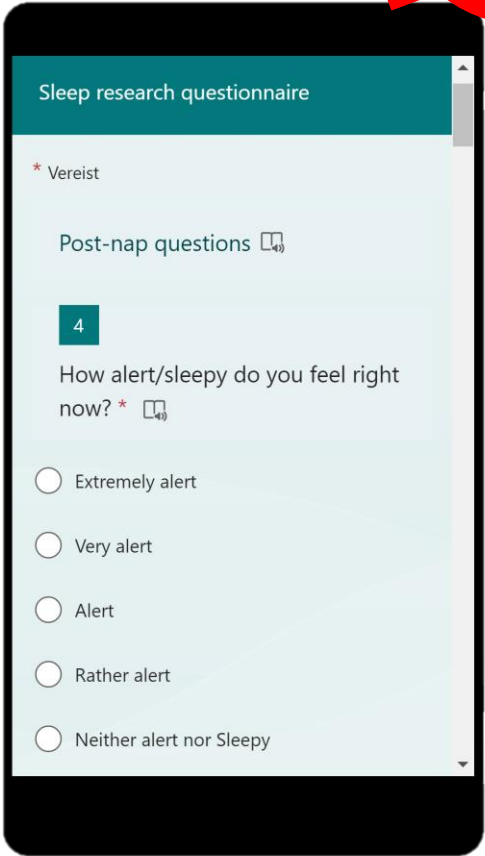 Sleep research questionnaire
* Vereist
Post-nap questions
4
How alert/sleepy do you feel right
now? *
Extremely alert
Very alert
Alert
Rather alert
Neither alert nor Sleepy